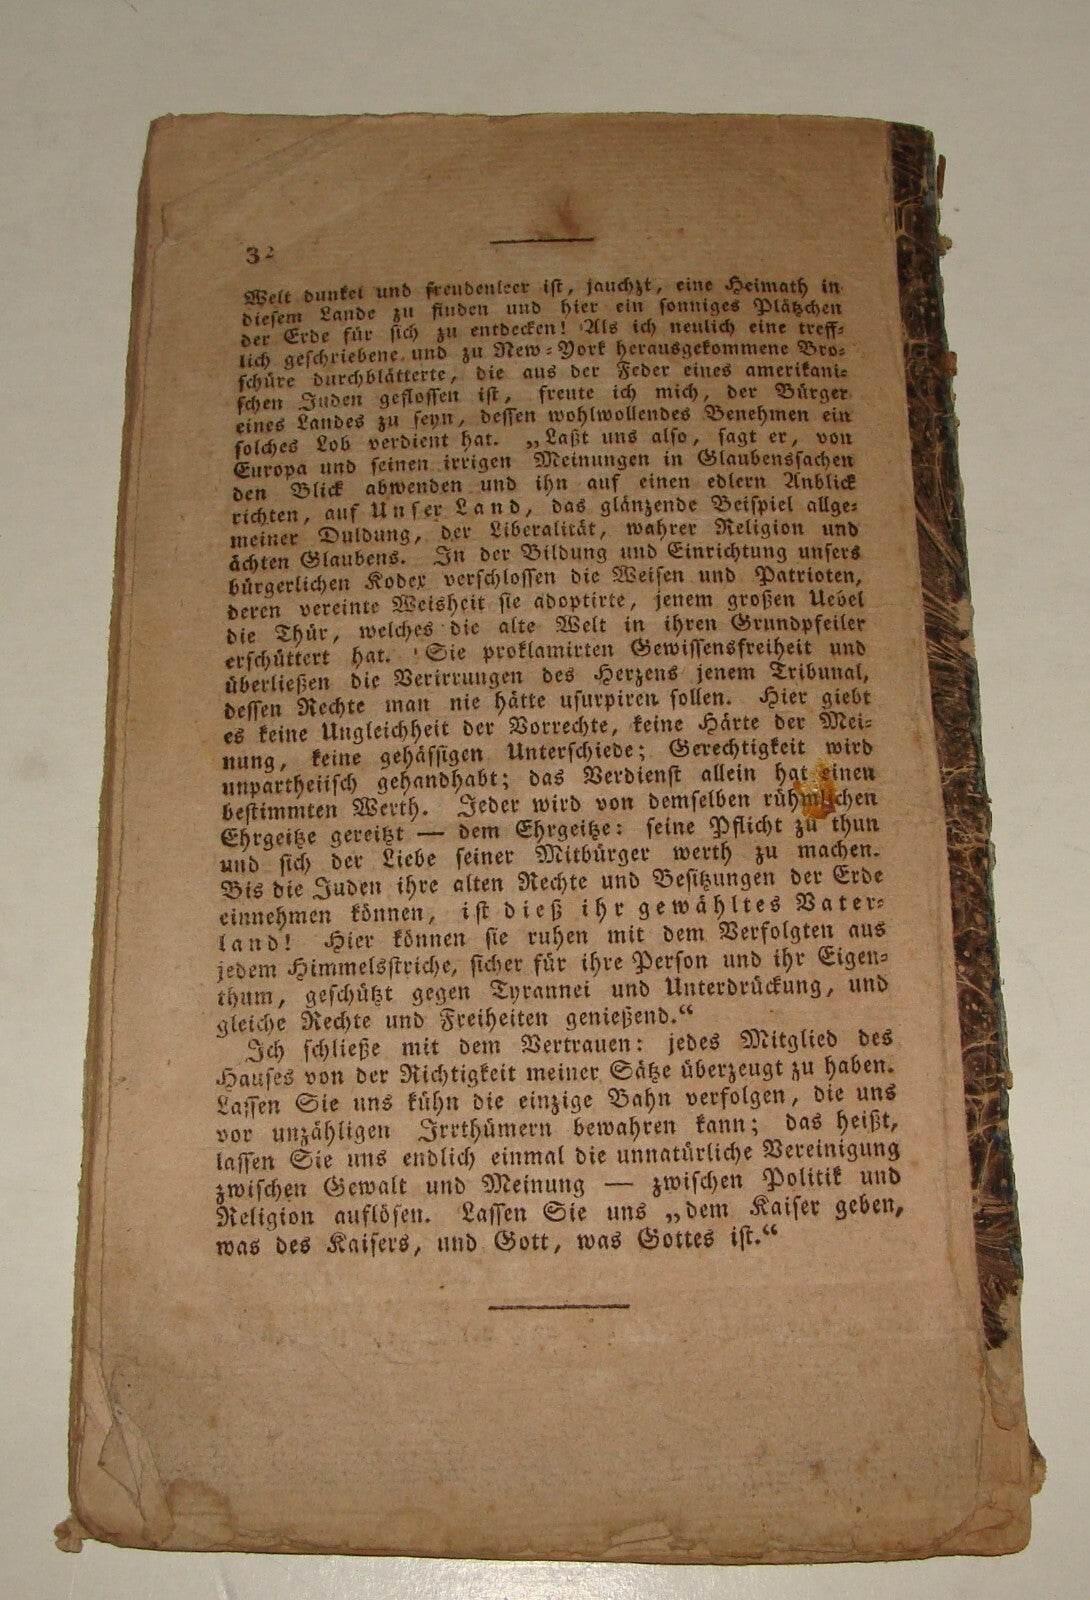 32
Welt dunkel und freudenleer ist, jauchzt, eine Heimath in
diesem Lande zu finden und hier ein sonniges Plätzchen
der Erde für sich zu entdecken! Als ich neulich eine treff-
lich geschriebene und zu New-York herausgekommene Bro-
schüre durchblätterte, die aus der Feder eines amerikani-
schen Juden geflossen ist, freute ich mich, der Bürger
eines Landes zu seyn, dessen wohlwollendes Benehmen ein
solches Lob verdient hat. „Laßt uns also, sagt er, von
Europa und seinen irrigen Meinungen in Glaubenssachen
den Blick abwenden und ihn auf einen edlern Anblick
richten, auf Unser Land, das glänzende Beispiel allge-
meiner Duldung, der Liberalität, wahrer Religion und
ächten Glaubens. In der Bildung und Einrichtung unsers
bürgerlichen Kodex verschlossen die Weisen und Patrioten,
deren vereinte Weisheit sie adoptirte, jenem großen Uebel
die Thür, welches die alte Welt in ihren Grundpfeiler
erschüttert hat. Sie proklamirten Gewissensfreiheit und
überließen die Verirrungen des Herzens jenem Tribunal,
dessen Rechte man nie hätte usurpiren sollen. Hier giebt
es keine Ungleichheit der Vorrechte, keine Härte der Mei-
nung, keine gehässigen Unterschiede; Gerechtigkeit wird
unpartheiisch gehandhabt; das Verdienst allein hat einen
bestimmten Werth. Jeder wird von demselben rühmlichen
Ehrgeitze gereitzt — dem Ehrgeitze: seine Pflicht zu thun
und sich der Liebe seiner Mitbürger werth zu machen.
Bis die Juden ihre alten Rechte und Besitzungen der Erde
einnehmen können, ist dieß ihr gewähltes Vater-
land! Hier können sie ruhen mit dem Verfolgten aus
jedem Himmelsstriche, sicher für ihre Person und ihr Eigen-
thum, geschützt gegen Tyrannei und Unterdrückung, und
gleiche Rechte und Freiheiten genießend.“
Ich schließe mit dem Vertrauen: jedes Mitglied des
Hauses von der Richtigkeit meiner Sätze überzeugt zu haben.
Lassen Sie uns kühn die einzige Bahn verfolgen, die uns
vor unzähligen Irrthümern bewahren kann; das heißt,
lassen Sie uns endlich einmal die unnatürliche Vereinigung
zwischen Gewalt und Meinung — zwischen Politik und
Religion auflösen. Lassen Sie uns „dem Kaiser geben,
was des Kaisers, und Gott, was Gottes ist.“